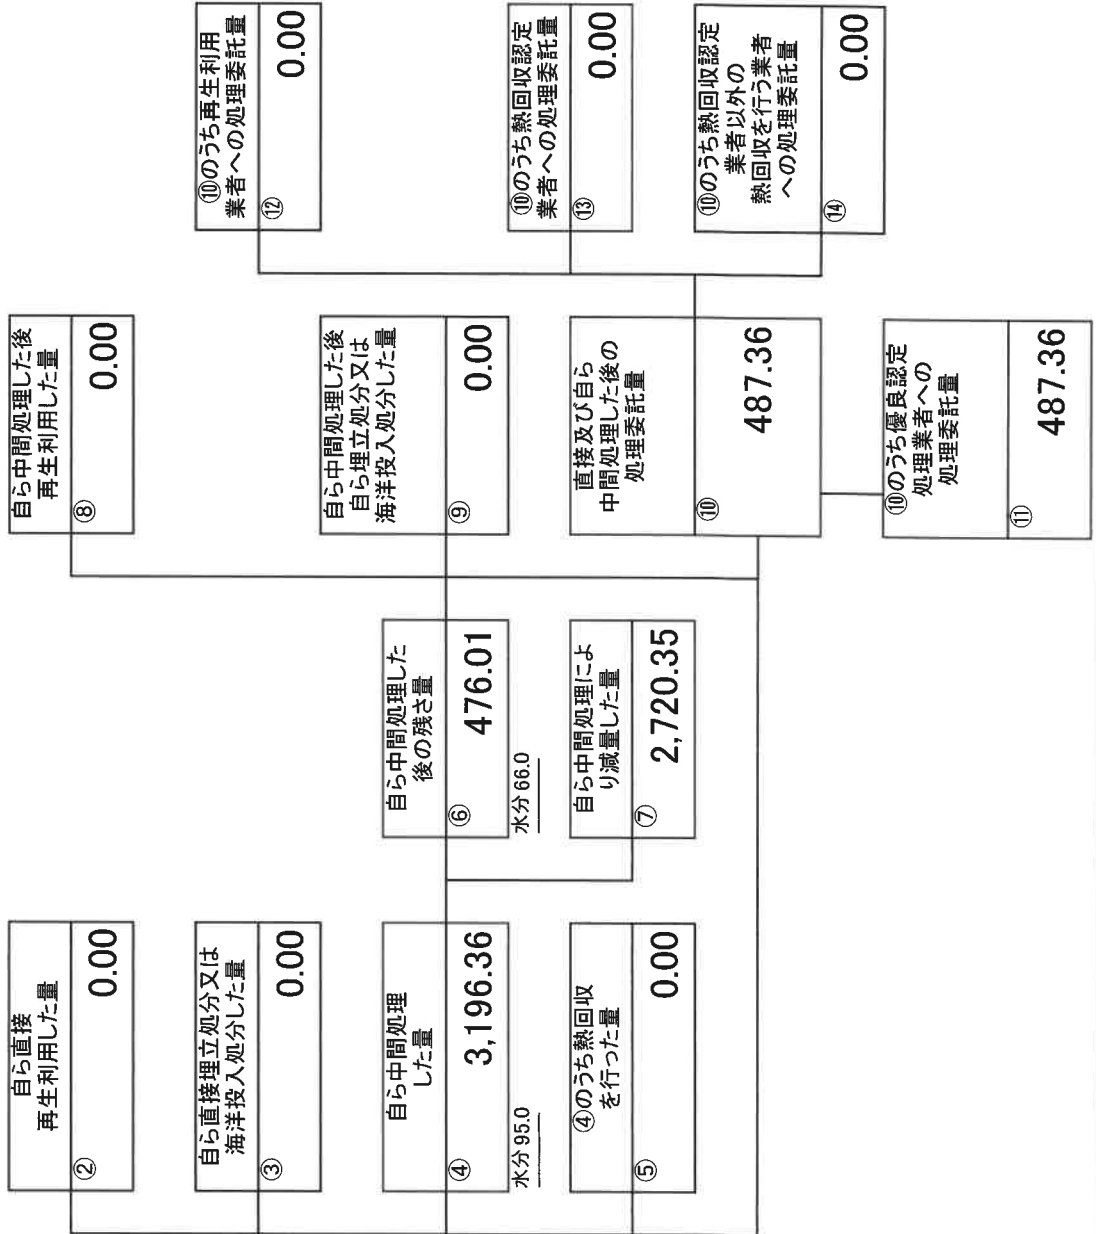 自ら直接
再生利用した量
②
0.00
自ら直接埋立処分又は
海洋投入処分した量
③
0.00
自ら中間処理
した量
④
3,196.36
水分 95.0
④のうち熱回収
を行った量
⑤
0.00
自ら中間処理した
後の残さ量
⑥
476.01
水分 66.0
自ら中間処理によ
り減量した量
⑦
2,720.35
自ら中間処理した後
再生利用した量
⑧
0.00
自ら中間処理した後
自ら埋立処分又は
海洋投入処分した量
⑨
0.00
直接及び自ら
中間処理した後の
処理委託量
⑩
487.36
⑩のうち優良認定
処理業者への
処理委託量
⑪
487.36
⑩のうち再生利用
業者への処理委託量
⑫
0.00
⑩のうち熱回収認定
業者への処理委託量
⑬
0.00
⑩のうち熱回収認定
業者以外の
熱回収を行う業者
への処理委託量
⑭
0.00